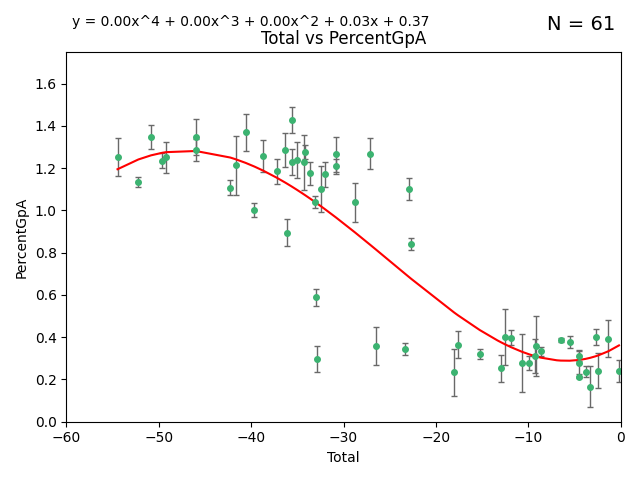 y = 0.00x^4 + 0.00x^3 + 0.00x^2 + 0.03x + 0.37
N = 61
Total vs PercentGpA
PercentGpA
1.6
1.4
1.2
1.0
0.8
0.6
0.4
0.2
0.0
−60 −50 −40 −30 −20 −10 0
Total